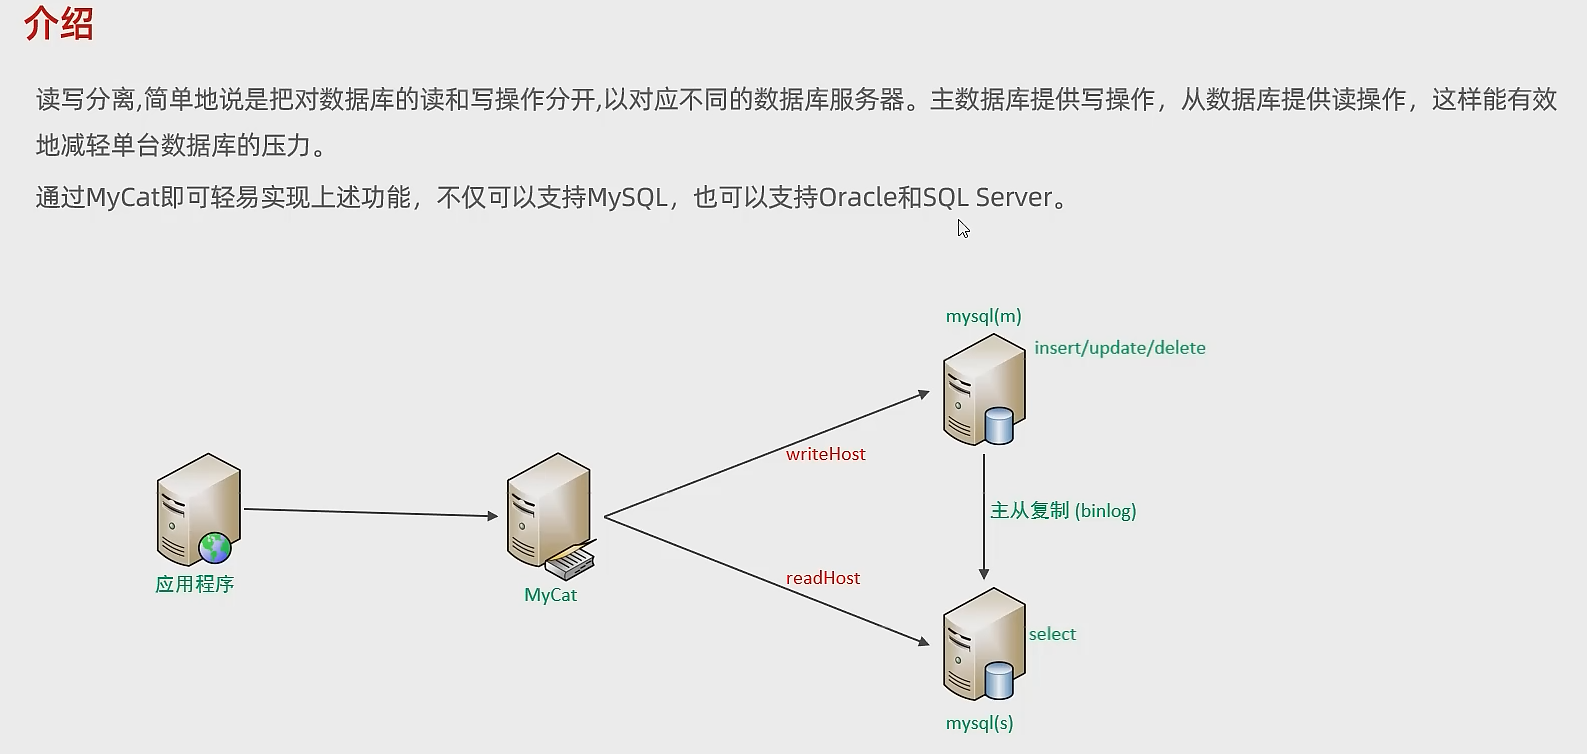 介绍
读写分离,简单地说是把对数据库的读和写操作分开,以对应不同的数据库服务器。主数据库提供写操作，从数据库提供读操作，这样能有效
地减轻单台数据库的压力。
通过MyCat即可轻易实现上述功能，不仅可以支持MySQL，也可以支持Oracle和SQL Server。
mysql(m)
insert/update/delete
writeHost
主从复制 (binlog)
应用程序
MyCat
readHost
select
mysql(s)